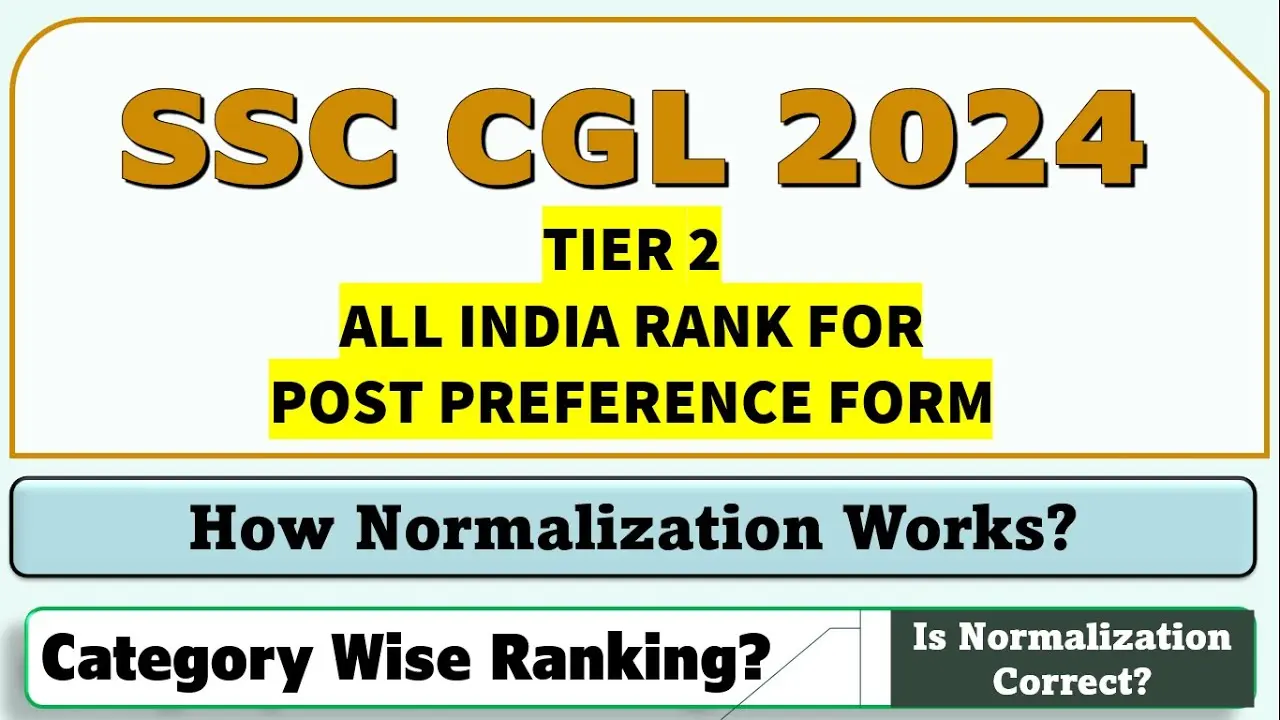 SSC CGL 2024
TIER 2
ALL INDIA RANK FOR
POST PREFERENCE FORM
How Normalization Works?
Category Wise Ranking?
Is Normalization
Correct?